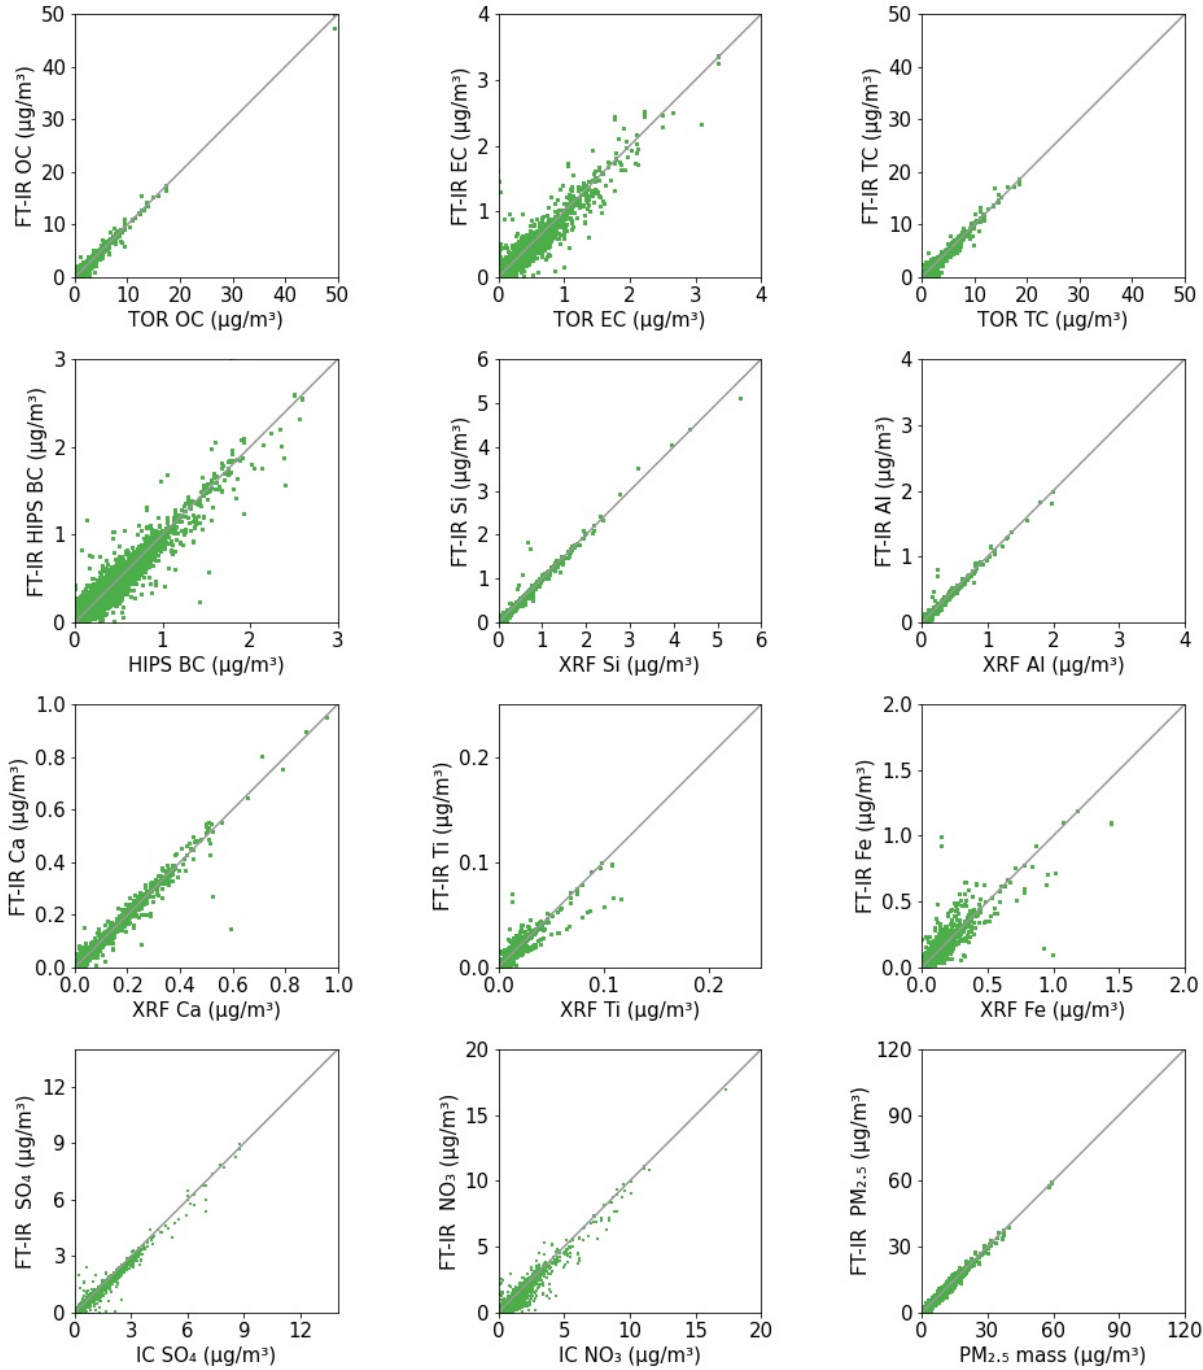 FT-IR OC (µg/m³)
50
40
30
20
10
0
0 10 20 30 40 50
TOR OC (µg/m³)
FT-IR EC (µg/m³)
4
3
2
1
0
0 1 2 3 4
TOR EC (µg/m³)
FT-IR TC (µg/m³)
50
40
30
20
10
0
0 10 20 30 40 50
TOR TC (µg/m³)
FT-IR HIPS BC (µg/m³)
3
2
1
0
0 1 2 3
HIPS BC (µg/m³)
FT-IR Si (µg/m³)
6
5
4
3
2
1
0
0 1 2 3 4 5 6
XRF Si (µg/m³)
FT-IR Al (µg/m³)
4
3
2
1
0
0 1 2 3 4
XRF Al (µg/m³)
FT-IR Ca (µg/m³)
1.0
0.8
0.6
0.4
0.2
0.0
0.0 0.2 0.4 0.6 0.8 1.0
XRF Ca (µg/m³)
FT-IR Ti (µg/m³)
0.2
0.1
0.0
0.0 0.1 0.2
XRF Ti (µg/m³)
FT-IR Fe (µg/m³)
2.0
1.5
1.0
0.5
0.0
0.0 0.5 1.0 1.5 2.0
XRF Fe (µg/m³)
FT-IR SO₄ (µg/m³)
12
9
6
3
0
0 3 6 9 12
IC SO₄ (µg/m³)
FT-IR NO₃ (µg/m³)
20
15
10
5
0
0 5 10 15 20
IC NO₃ (µg/m³)
FT-IR PM₂.₅ (µg/m³)
120
90
60
30
0
0 30 60 90 120
PM₂.₅ mass (µg/m³)